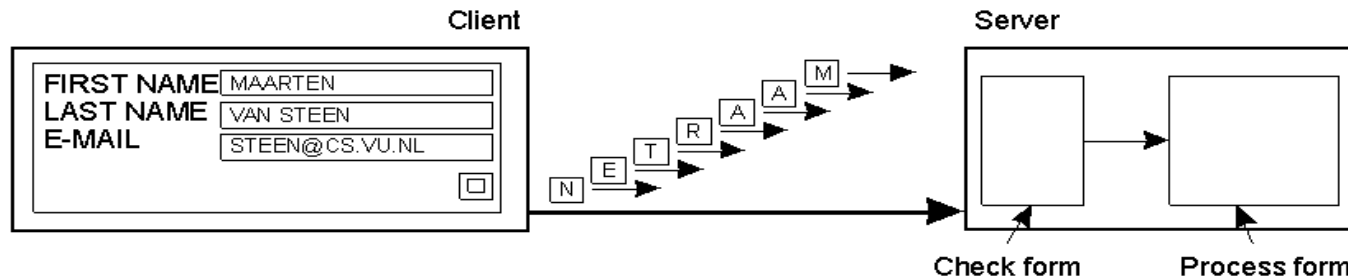 Client
Server
FIRST NAME MAARTEN
LAST NAME VAN STEEN
E-MAIL STEEN@CS.VU.NL
N E T R A A M
Check form
Process form